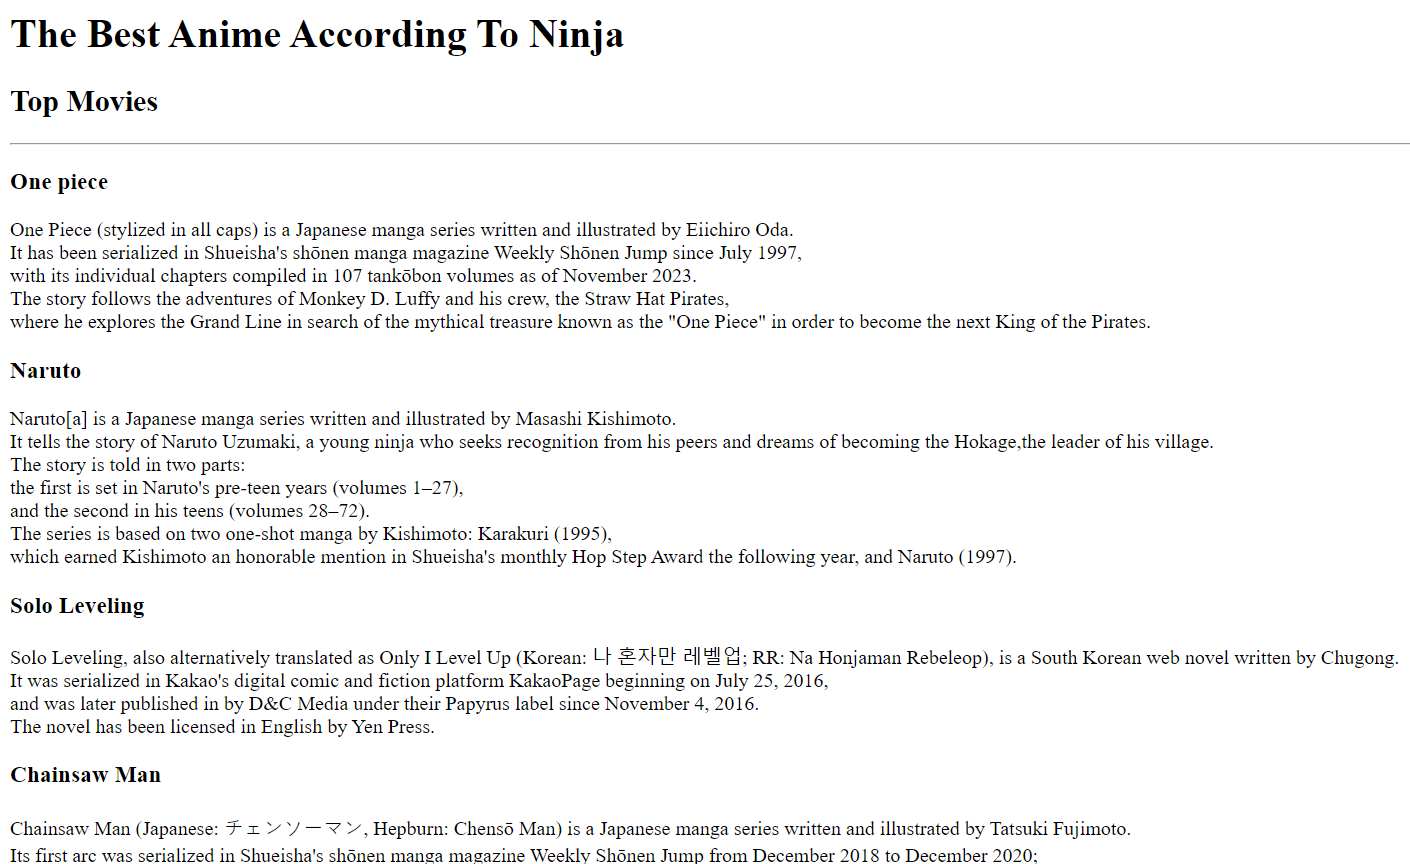 The Best Anime According To Ninja
Top Movies
One piece
One Piece (stylized in all caps) is a Japanese manga series written and illustrated by Eiichiro Oda.
It has been serialized in Shueisha's shōnen manga magazine Weekly Shōnen Jump since July 1997,
with its individual chapters compiled in 107 tankōbon volumes as of November 2023.
The story follows the adventures of Monkey D. Luffy and his crew, the Straw Hat Pirates,
where he explores the Grand Line in search of the mythical treasure known as the "One Piece" in order to become the next King of the Pirates.
Naruto
Naruto[a] is a Japanese manga series written and illustrated by Masashi Kishimoto.
It tells the story of Naruto Uzumaki, a young ninja who seeks recognition from his peers and dreams of becoming the Hokage,the leader of his village.
The story is told in two parts:
the first is set in Naruto's pre-teen years (volumes 1–27),
and the second in his teens (volumes 28–72).
The series is based on two one-shot manga by Kishimoto: Karakuri (1995),
which earned Kishimoto an honorable mention in Shueisha's monthly Hop Step Award the following year, and Naruto (1997).
Solo Leveling
Solo Leveling, also alternatively translated as Only I Level Up (Korean: 나 혼자만 레벨업; RR: Na Honjaman Rebeleop), is a South Korean web novel written by Chugong.
It was serialized in Kakao's digital comic and fiction platform KakaoPage beginning on July 25, 2016,
and was later published in by D&C Media under their Papyrus label since November 4, 2016.
The novel has been licensed in English by Yen Press.
Chainsaw Man
Chainsaw Man (Japanese: チェンソーマン, Hepburn: Chensō Man) is a Japanese manga series written and illustrated by Tatsuki Fujimoto.
Its first arc was serialized in Shueisha's shōnen manga magazine Weekly Shōnen Jump from December 2018 to December 2020;